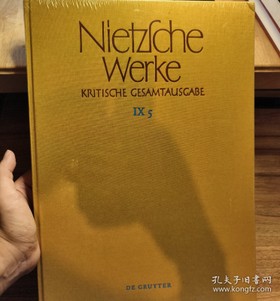 Nietzsche
Werke
KRITISCHE GESAMTAUSGABE
IX 5
DE GRUYTER
孔夫子旧书网